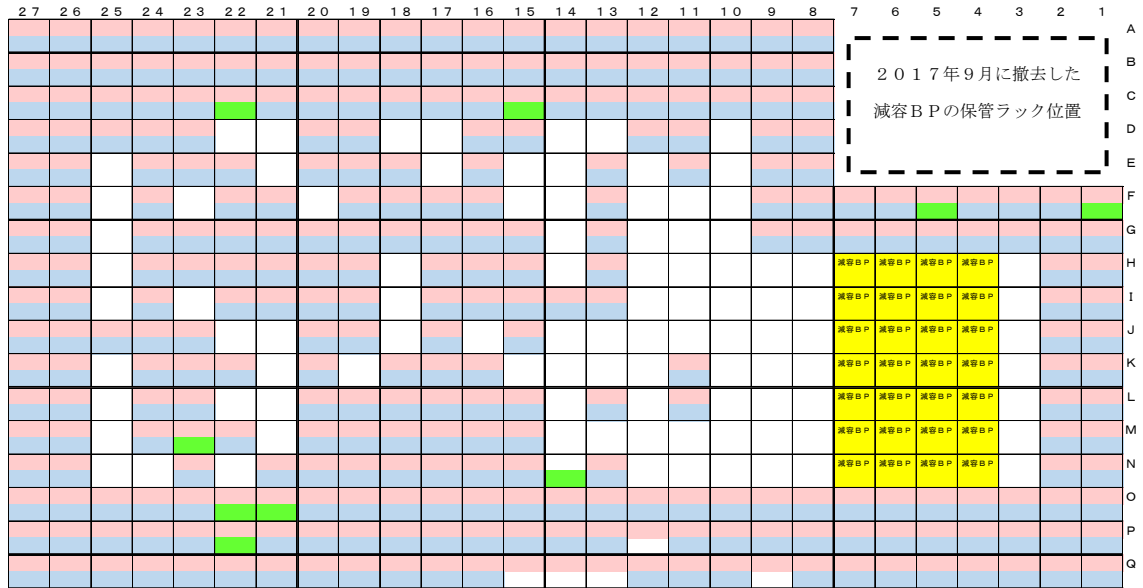 27 26 25 24 23 22 21 20 19 18 17 16 15 14 13 12 11 10 9 8 7 6 5 4 3 2 1
A
B
2017年9月に撤去した
C
減容BPの保管ラック位置
D
E
F
G
減容BP 減容BP 減容BP 減容BP H
減容BP 減容BP 減容BP 減容BP I
減容BP 減容BP 減容BP 減容BP J
減容BP 減容BP 減容BP 減容BP K
減容BP 減容BP 減容BP 減容BP L
減容BP 減容BP 減容BP 減容BP M
減容BP 減容BP 減容BP 減容BP N
O
P
Q